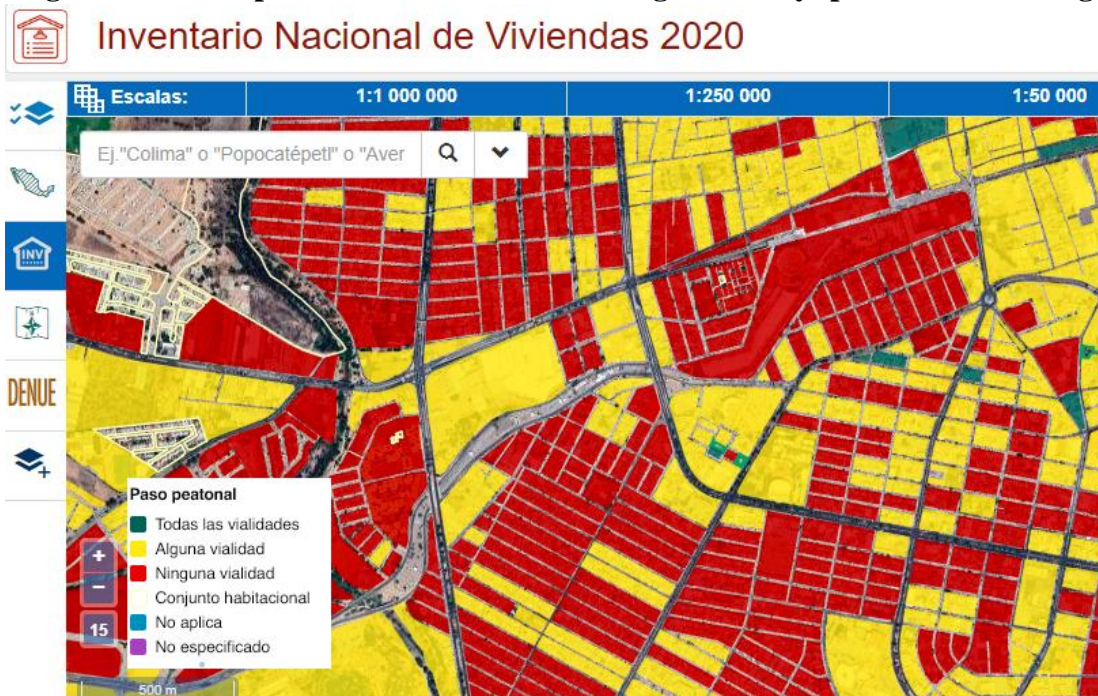 Inventario Nacional de Viviendas 2020
Escalas: 1:1 000 000 1:250 000 1:50 000
Ej."Colima" o "Popocatépetl" o "Aver
INV
DENUE
Paso peatonal
Todas las vialidades
Alguna vialidad
Ninguna vialidad
Conjunto habitacional
No aplica
No especificado
+
−
15
500 m